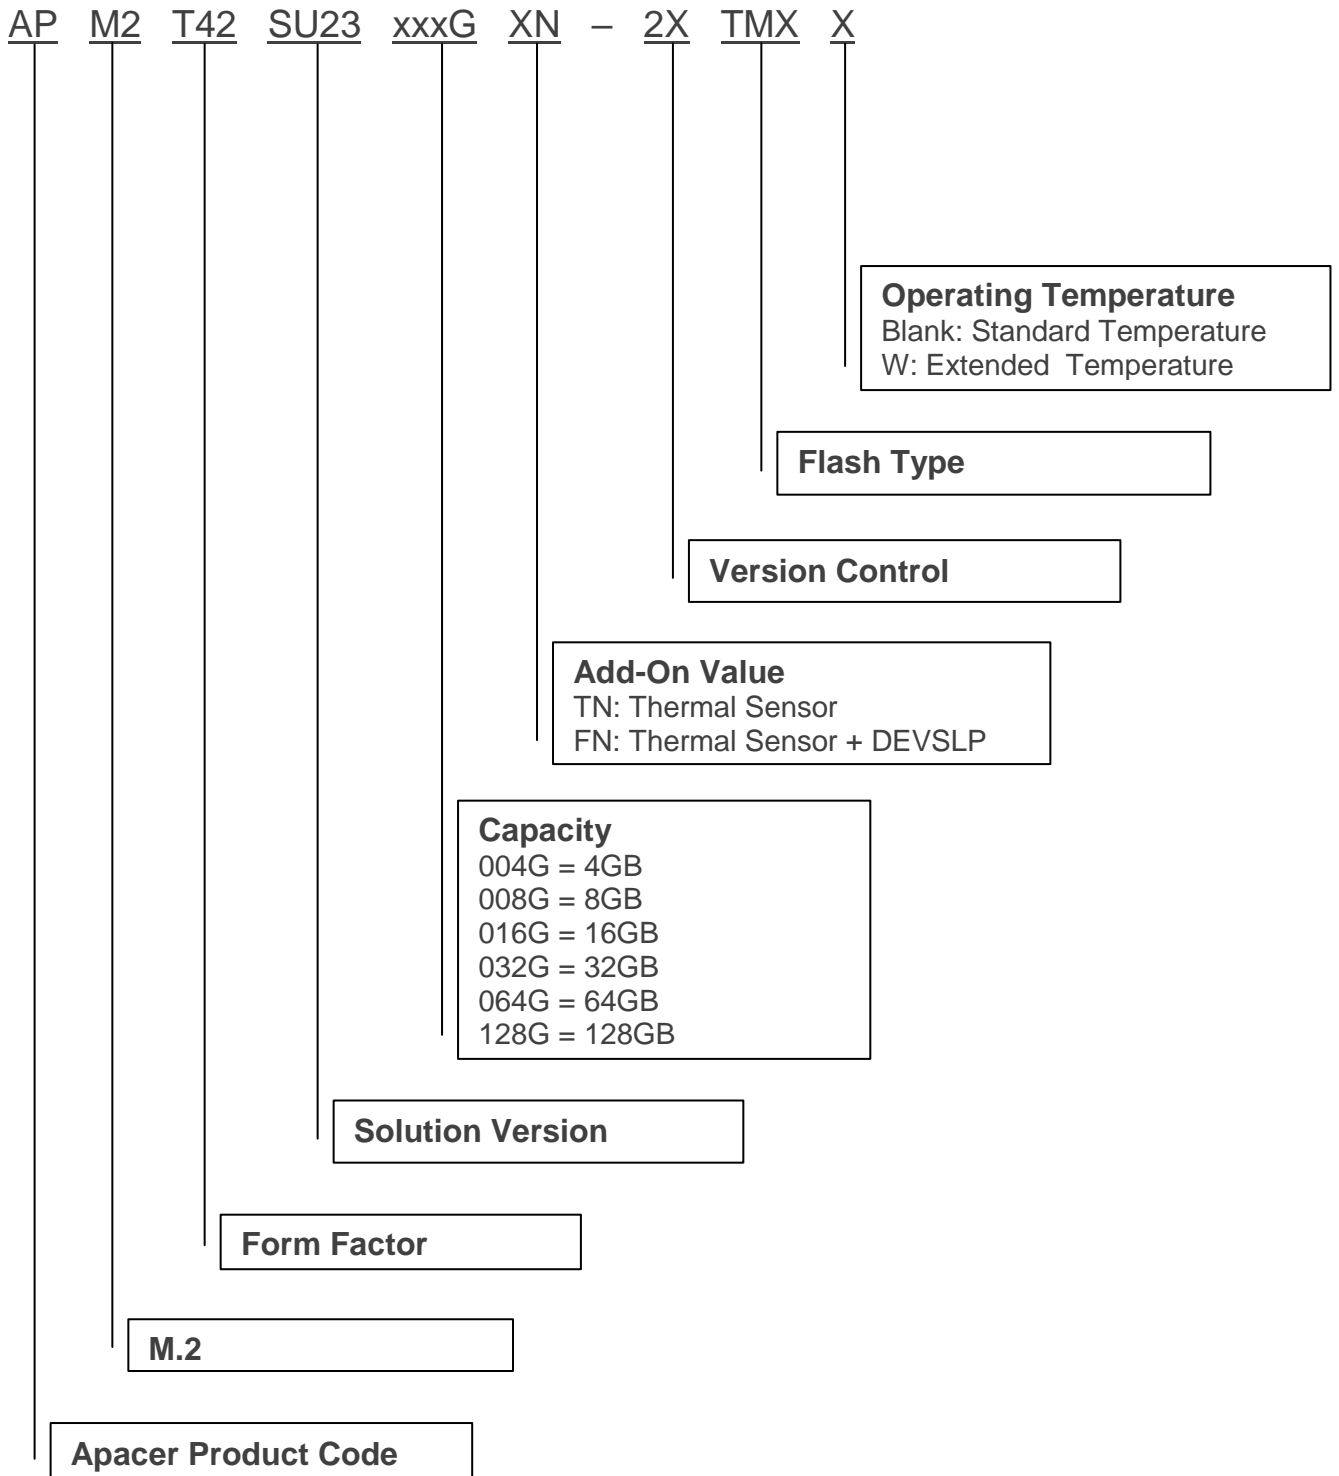 AP M2 T42 SU23 xxxG XN – 2X TMX X
Operating Temperature
Blank: Standard Temperature
W: Extended Temperature
Flash Type
Version Control
Add-On Value
TN: Thermal Sensor
FN: Thermal Sensor + DEVSLP
Capacity
004G = 4GB
008G = 8GB
016G = 16GB
032G = 32GB
064G = 64GB
128G = 128GB
Solution Version
Form Factor
M.2
Apacer Product Code